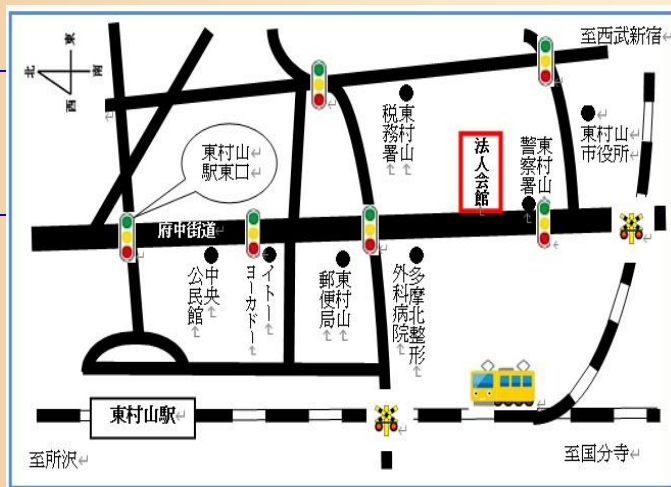 至西武新宿
東
北
南
西
東村山
税務署
法人会館
東村山
警察署
東村山
市役所
東村山
駅東口
府中街道
中央
公民館
イトー
ヨーカドー
東村山
郵便局
多摩北整形
外科病院
東村山駅
至所沢
至国分寺